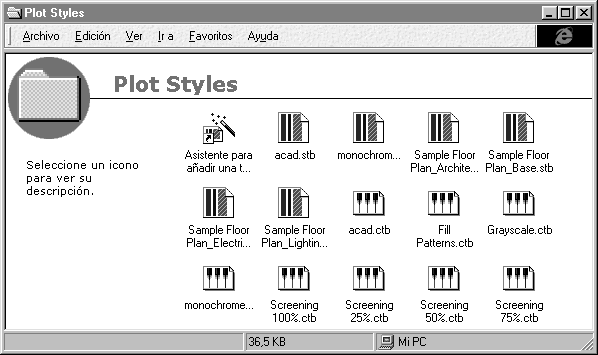 Plot Styles
Archivo Edición Ver Ir a Favoritos Ayuda
Plot Styles
Seleccione un icono
para ver su
descripción.
Asistente para
añadir una t...
acad.stb
monochrome...
Sample Floor
Plan_Archite...
Sample Floor
Plan_Base.stb
Sample Floor
Plan_Electri...
Sample Floor
Plan_Lightin...
acad.ctb
Fill
Patterns.ctb
Grayscale.ctb
monochrome...
Screening
100%.ctb
Screening
25%.ctb
Screening
50%.ctb
Screening
75%.ctb
36,5 KB
Mi PC